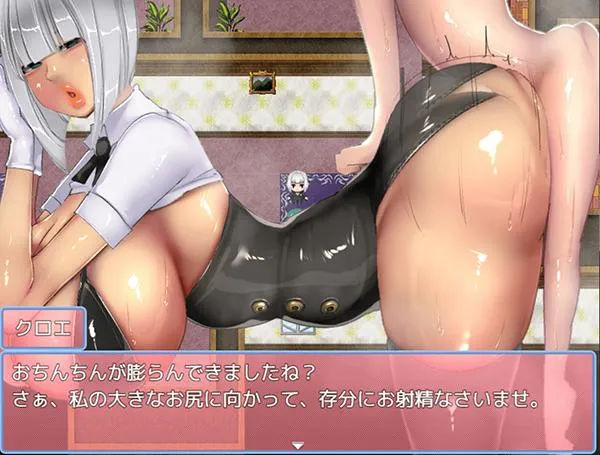 クロエ
おちんちんが膨らんできましたね？
さぁ、私の大きなお尻に向かって、存分にお射精なさいませ。